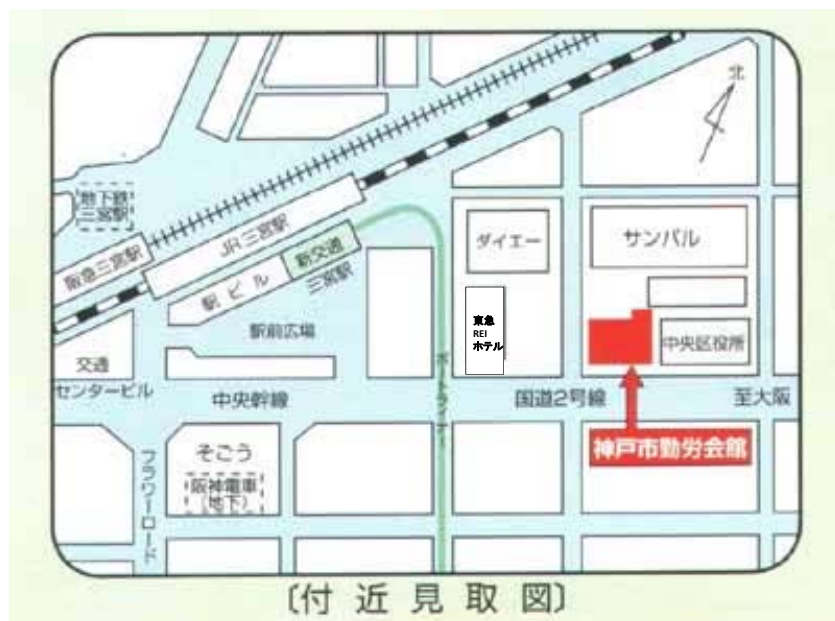 北
地下鉄
三宮駅
阪急三宮駅
JR三宮駅
新交通
三宮駅
駅ビル
駅前広場
ダイエー
サンパル
東急
REI
ホテル
中央区役所
交通
センタービル
中央幹線
ポートライナー
国道2号線
至大阪
神戸市勤労会館
そごう
阪神電車
(地下)
フラワーロード
〔付近見取図〕